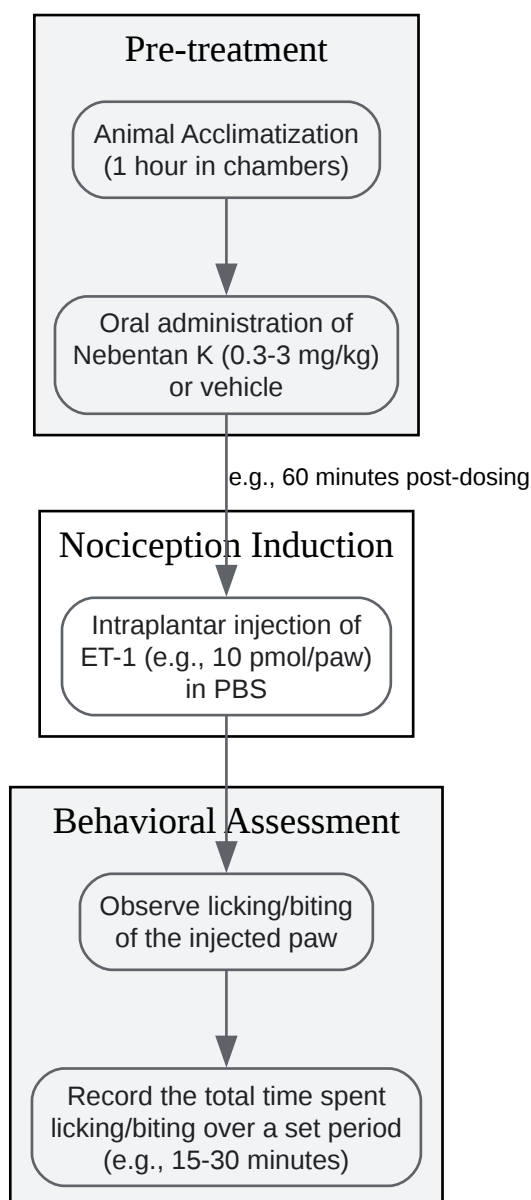 Pre-treatment
Animal Acclimatization
(1 hour in chambers)
Oral administration of
Nebentan K (0.3-3 mg/kg)
or vehicle
e.g., 60 minutes post-dosing
Nociception Induction
Intraplantar injection of
ET-1 (e.g., 10 pmol/paw)
in PBS
Behavioral Assessment
Observe licking/biting
of the injected paw
Record the total time spent
licking/biting over a set period
(e.g., 15-30 minutes)